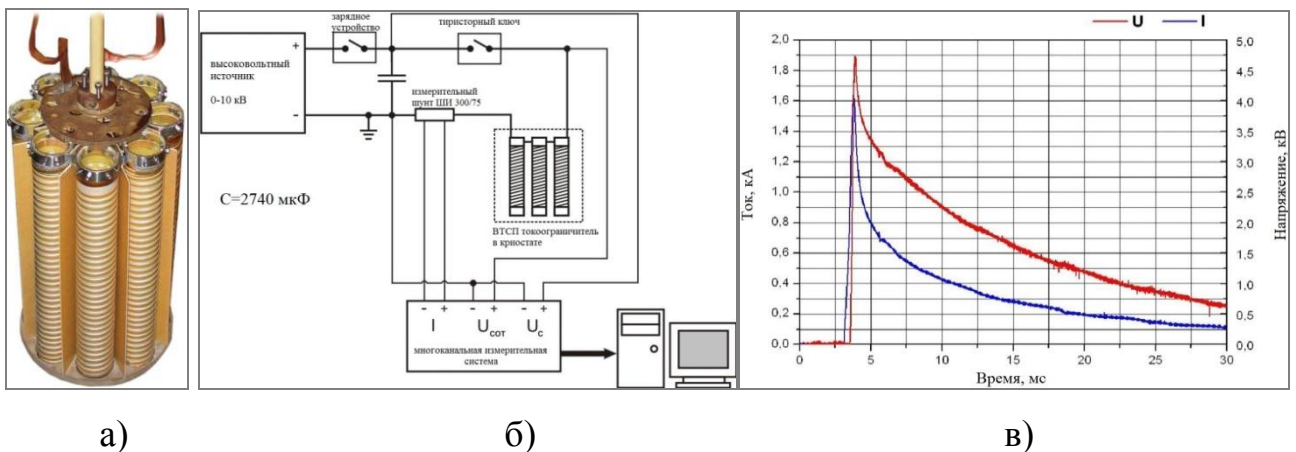 зарядное
устройство
тиристорный ключ
+
высоковольтный
источник
0-10 кВ
-
измерительный
шунт ШИ 300/75
C=2740 мкФ
ВТСП токоограничитель
в криостате
- + - + - +
I Uсот Uс
многоканальная измерительная
система
U I
Ток, кА
2,0
1,8
1,6
1,4
1,2
1,0
0,8
0,6
0,4
0,2
0,0
5,0
4,5
4,0
3,5
3,0
2,5
2,0
1,5
1,0
0,5
0,0
Напряжение, кВ
0 5 10 15 20 25 30
Время, мс
а) б) в)